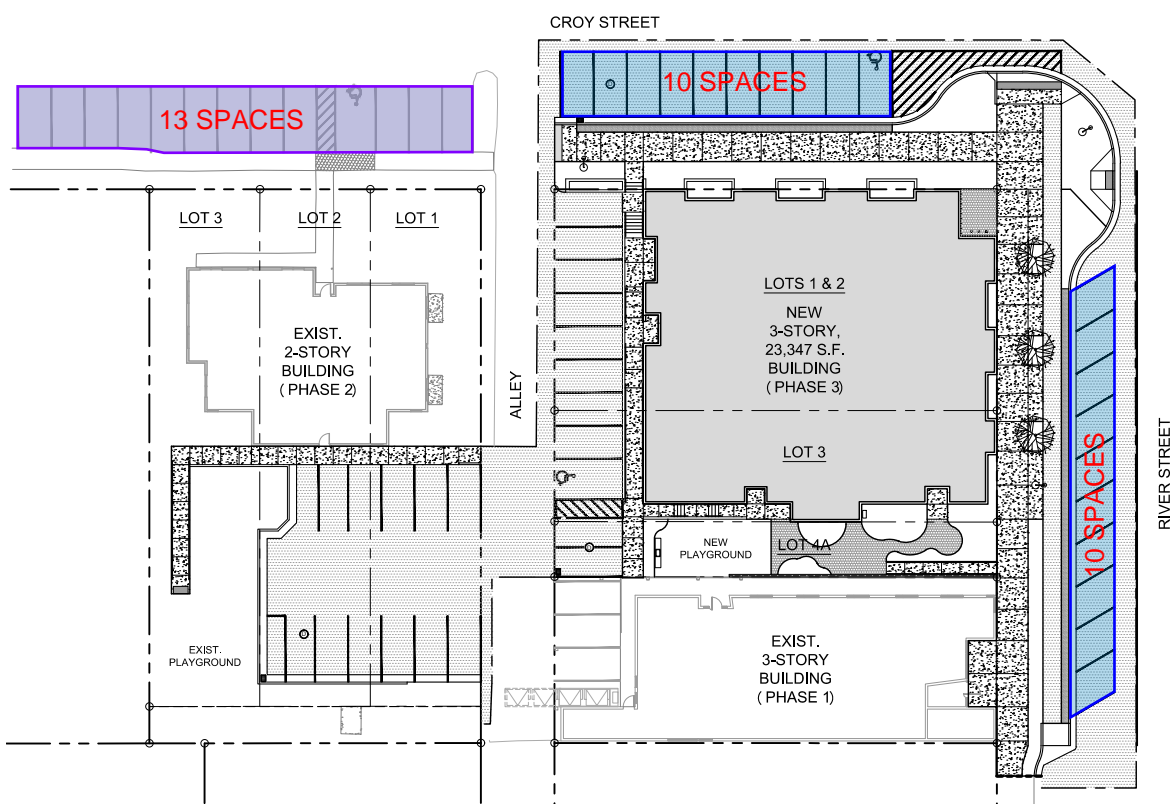 CROY STREET
13 SPACES
10 SPACES
LOT 3
LOT 2
LOT 1
EXIST.
2-STORY
BUILDING
( PHASE 2)
ALLEY
LOTS 1 & 2
NEW
3-STORY,
23,347 S.F.
BUILDING
( PHASE 3)
LOT 3
10 SPACES
RIVER STREET
NEW
PLAYGROUND
LOT 4A
EXIST.
PLAYGROUND
EXIST.
3-STORY
BUILDING
( PHASE 1)